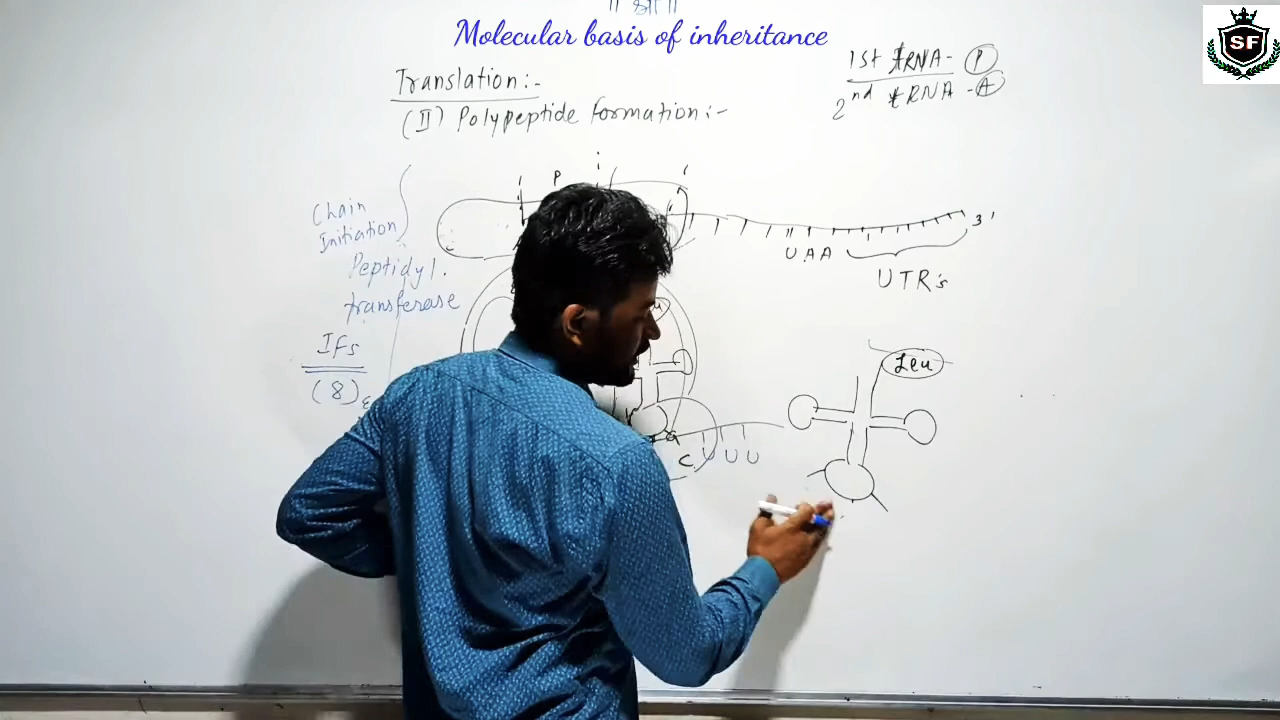 ॥ श्री ॥
Molecular basis of inheritance
SF
Translation:-
(II) Polypeptide formation:-
1st tRNA- P
2nd tRNA - A
P
3'
UAA
UTR's
Chain
Initiation
Peptidyl.
transferase
IFs
(8)
Leu
C U U U